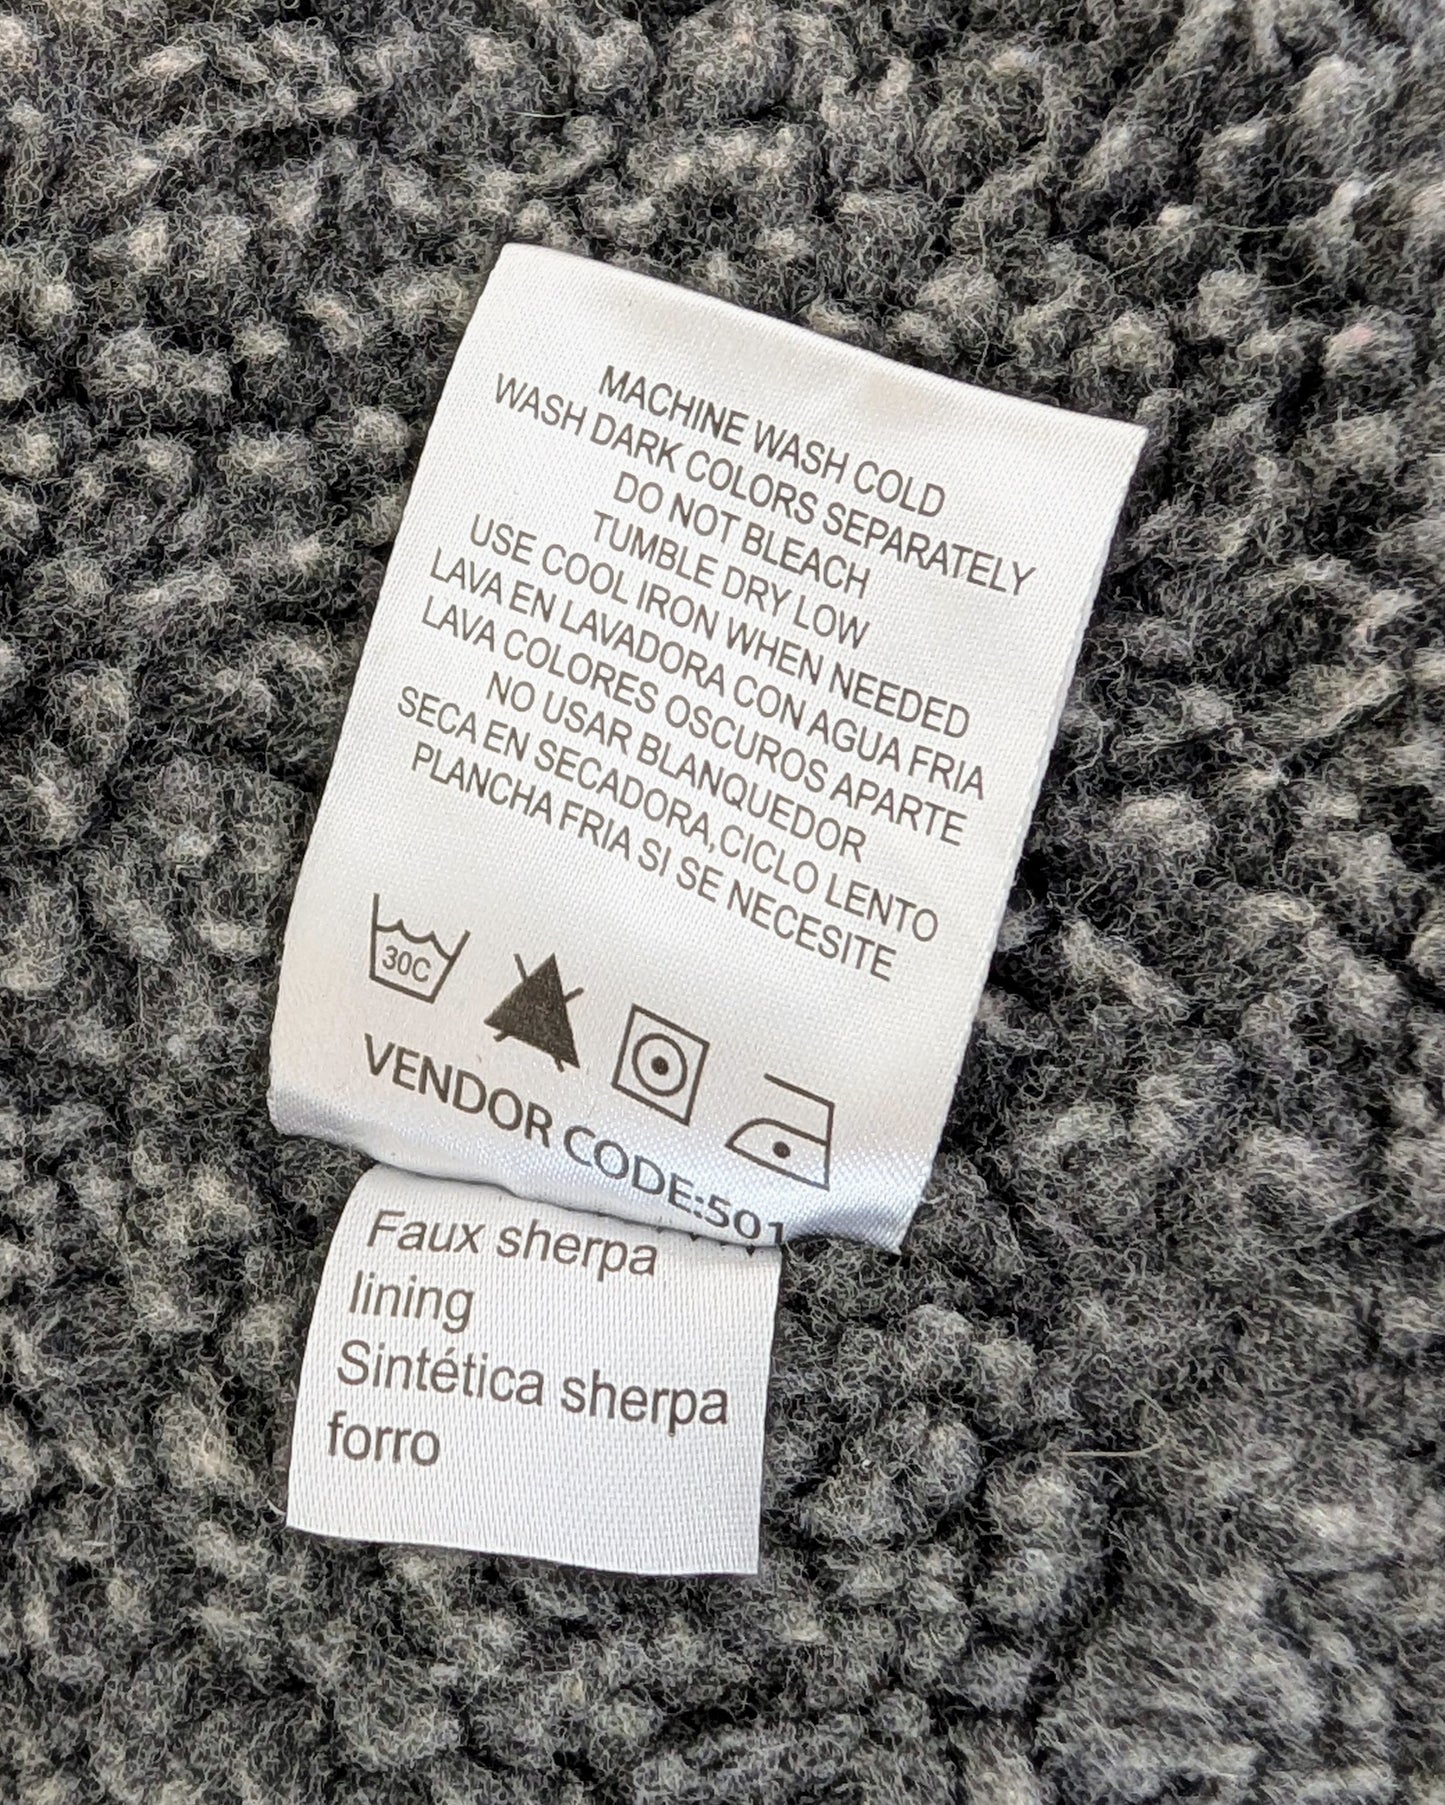 MACHINE WASH COLD
WASH DARK COLORS SEPARATELY
DO NOT BLEACH
TUMBLE DRY LOW
USE COOL IRON WHEN NEEDED
LAVA EN LAVADORA CON AGUA FRIA
LAVA COLORES OSCUROS APARTE
NO USAR BLANQUEDOR
SECA EN SECADORA,CICLO LENTO
PLANCHA FRIA SI SE NECESITE
30C
VENDOR CODE:501
Faux sherpa
lining
Sintética sherpa
forro